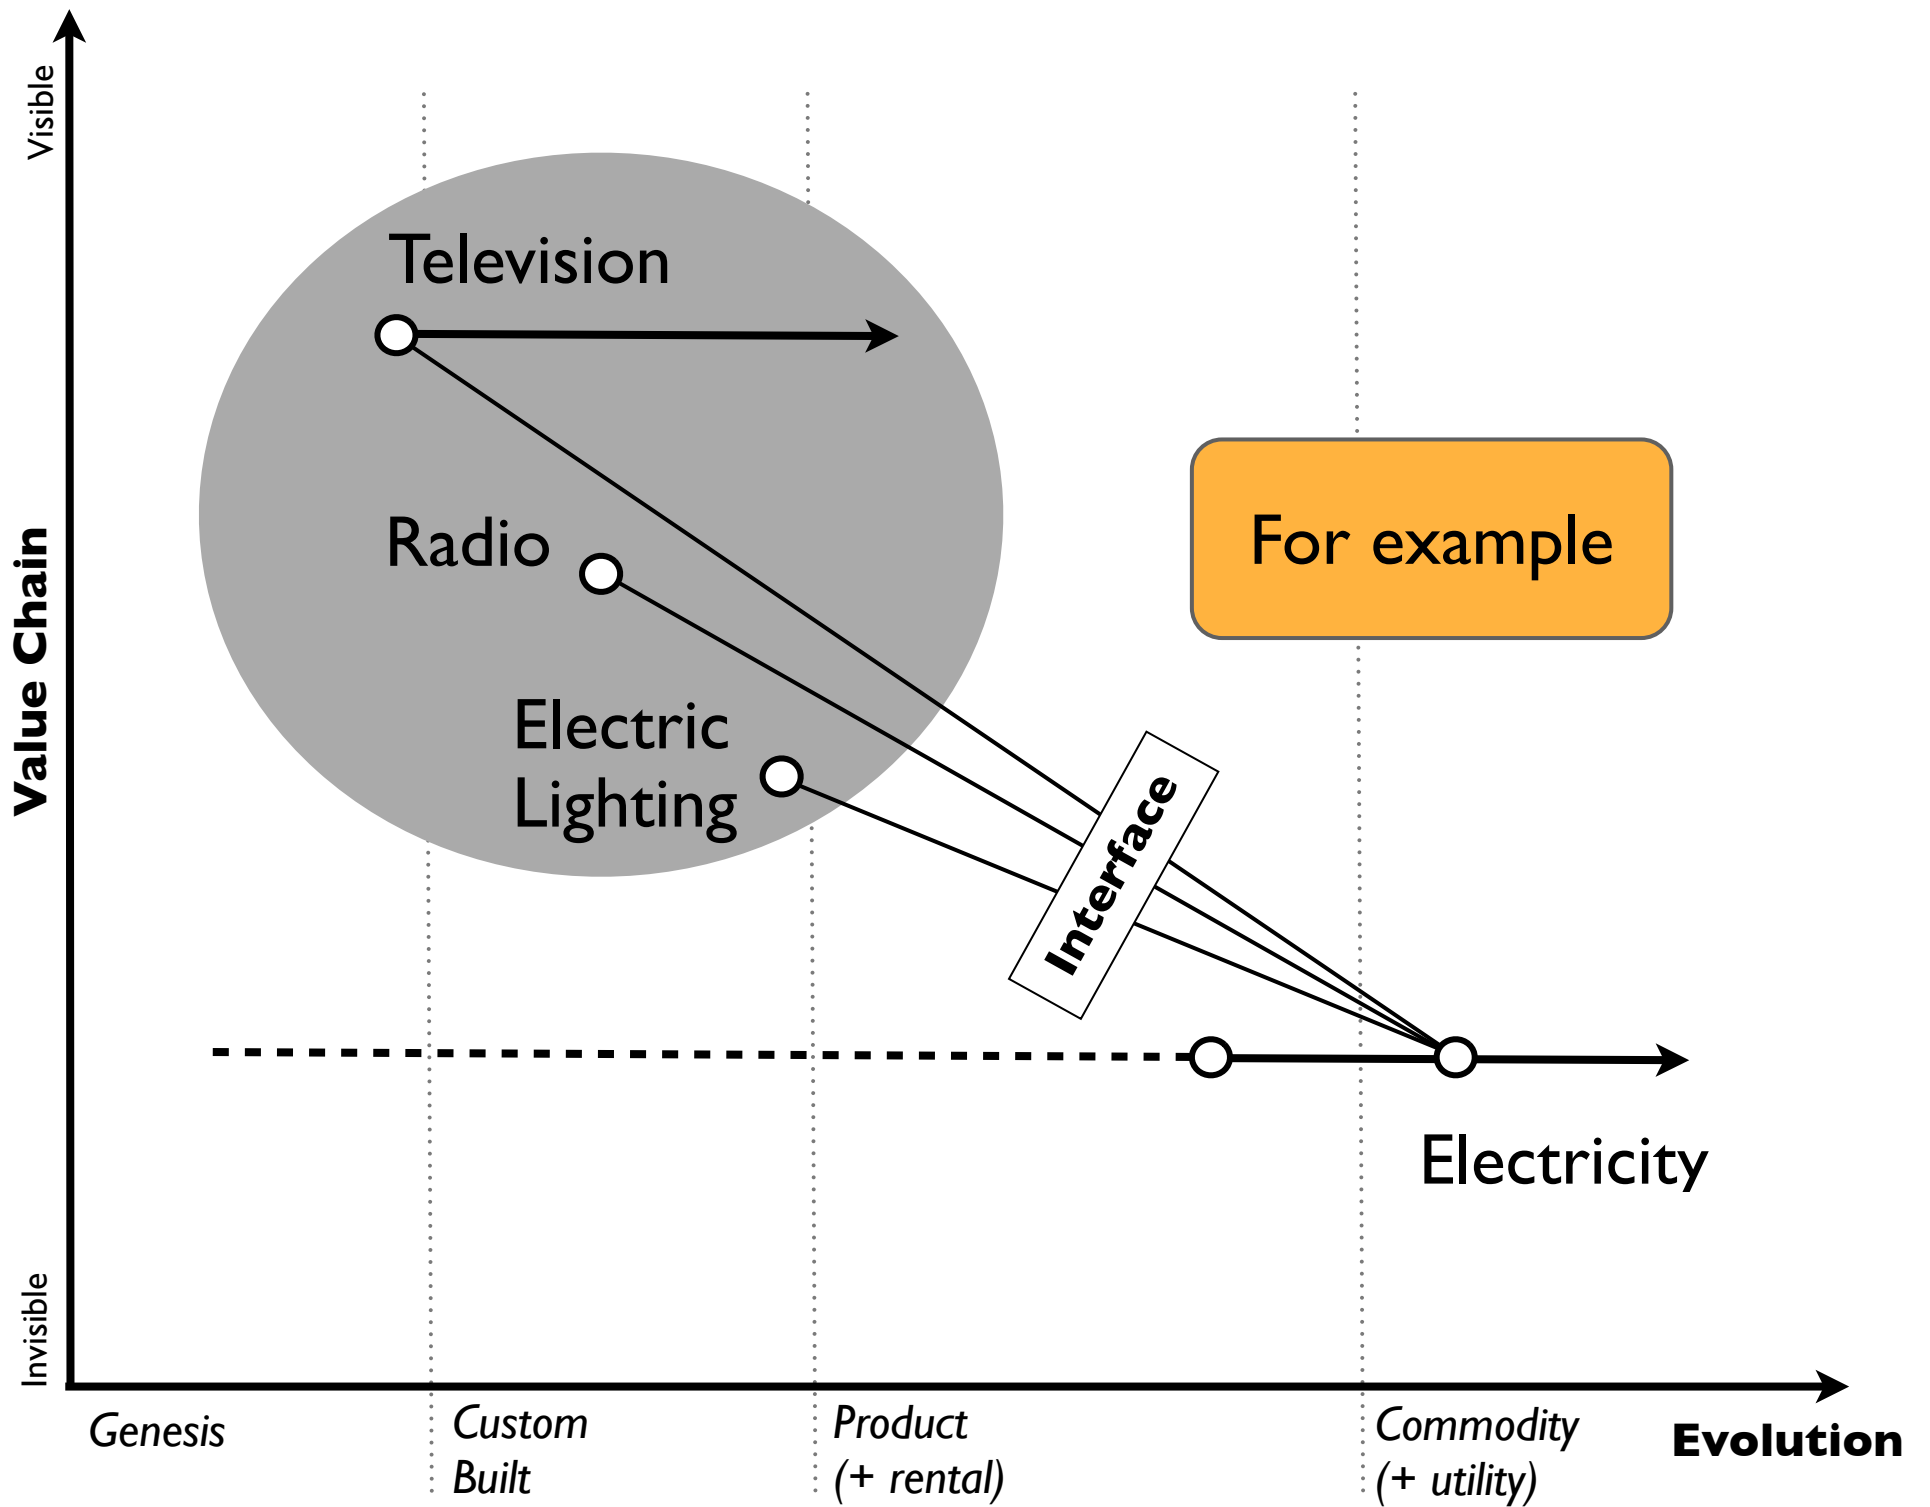 Visible
Value Chain
Invisible
Television
Radio
Electric
Lighting
For example
Interface
Electricity
Genesis
Custom
Built
Product
(+ rental)
Commodity
(+ utility)
Evolution